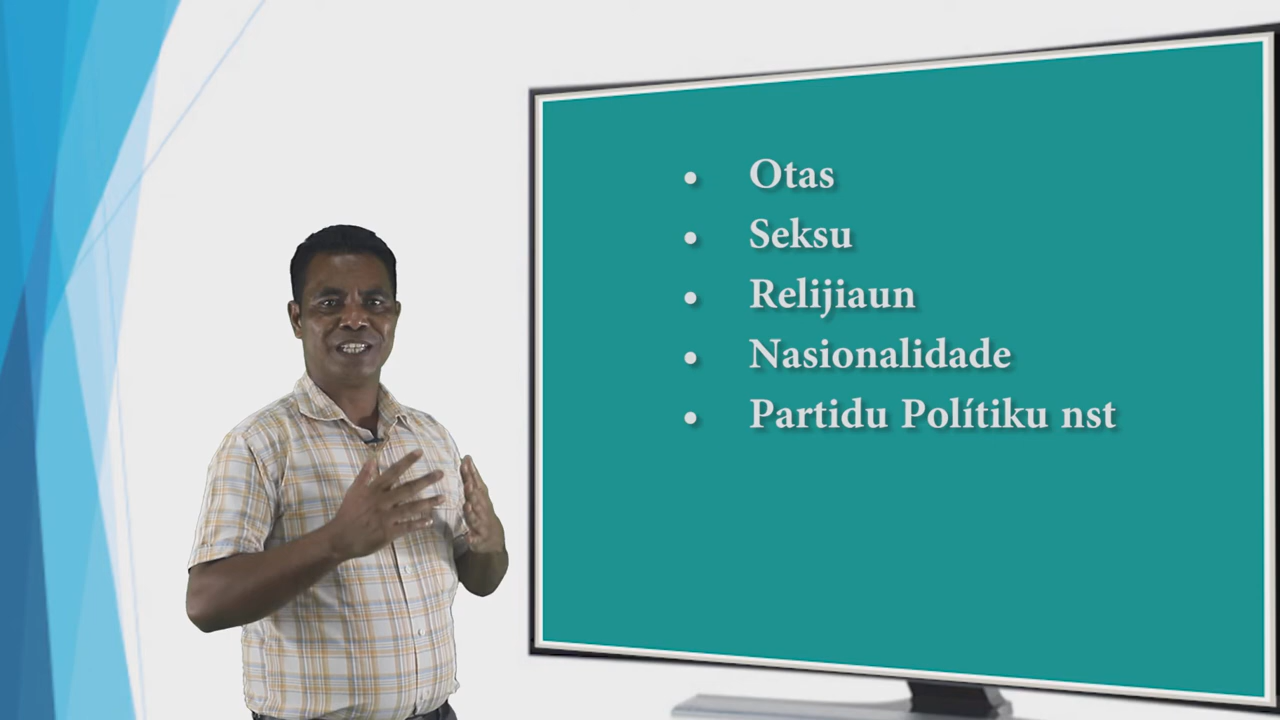 • Otas
• Seksu
• Relijiaun
• Nasionalidade
• Partidu Polítiku nst